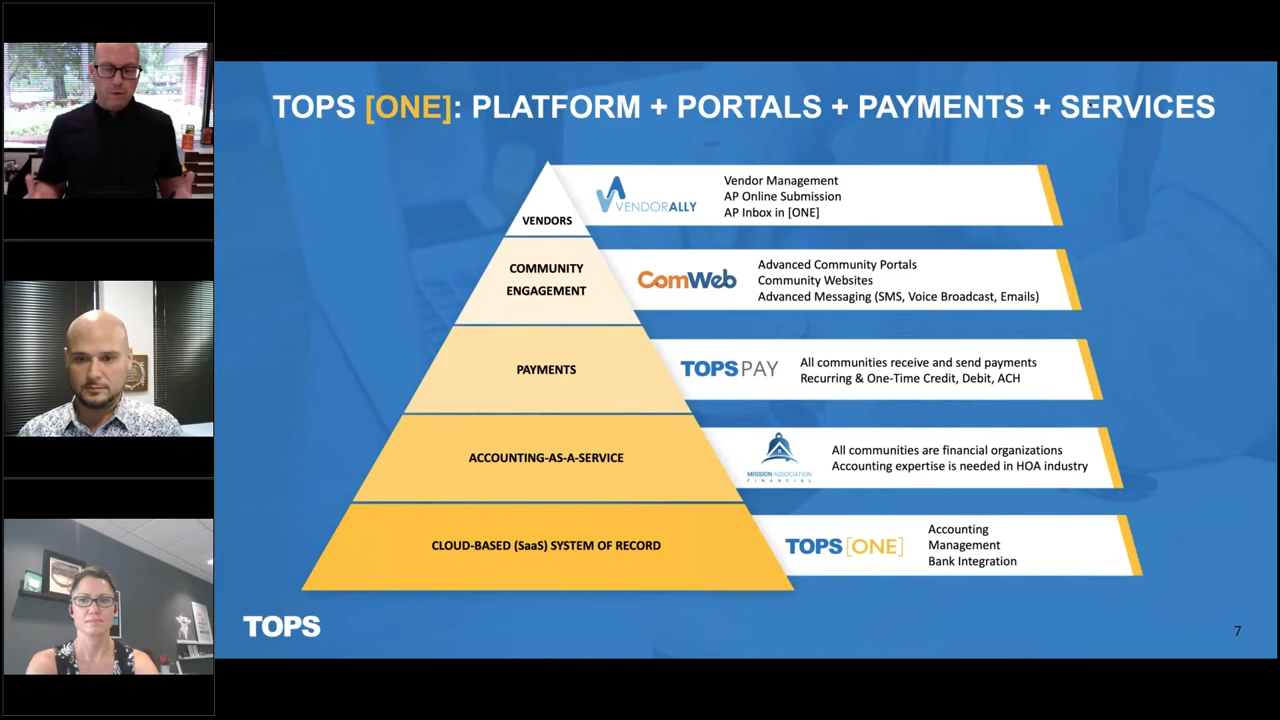 TOPS [ONE]: PLATFORM + PORTALS + PAYMENTS + SERVICES
VENDORS
VENDORALLY
Vendor Management
AP Online Submission
AP Inbox in [ONE]
COMMUNITY
ENGAGEMENT
ComWeb
Advanced Community Portals
Community Websites
Advanced Messaging (SMS, Voice Broadcast, Emails)
PAYMENTS
TOPS PAY
All communities receive and send payments
Recurring & One-Time Credit, Debit, ACH
ACCOUNTING-AS-A-SERVICE
MISSION ASSOCIATION
FINANCIAL
All communities are financial organizations
Accounting expertise is needed in HOA industry
CLOUD-BASED (SaaS) SYSTEM OF RECORD
TOPS [ONE]
Accounting
Management
Bank Integration
TOPS
7